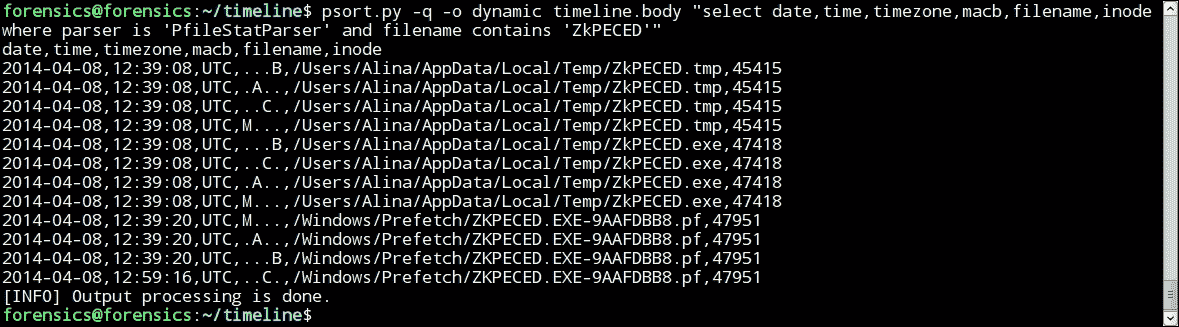 forensics@forensics:~/timeline$ psort.py -q -o dynamic timeline.body "select date,time,timezone,macb,filename,inode
where parser is 'PfileStatParser' and filename contains 'ZkPECED'"
date,time,timezone,macb,filename,inode
2014-04-08,12:39:08,UTC,...B,/Users/Alina/AppData/Local/Temp/ZkPECED.tmp,45415
2014-04-08,12:39:08,UTC,.A..,/Users/Alina/AppData/Local/Temp/ZkPECED.tmp,45415
2014-04-08,12:39:08,UTC,..C.,/Users/Alina/AppData/Local/Temp/ZkPECED.tmp,45415
2014-04-08,12:39:08,UTC,M...,/Users/Alina/AppData/Local/Temp/ZkPECED.tmp,45415
2014-04-08,12:39:08,UTC,...B,/Users/Alina/AppData/Local/Temp/ZkPECED.exe,47418
2014-04-08,12:39:08,UTC,..C.,/Users/Alina/AppData/Local/Temp/ZkPECED.exe,47418
2014-04-08,12:39:08,UTC,.A..,/Users/Alina/AppData/Local/Temp/ZkPECED.exe,47418
2014-04-08,12:39:08,UTC,M...,/Users/Alina/AppData/Local/Temp/ZkPECED.exe,47418
2014-04-08,12:39:20,UTC,M...,/Windows/Prefetch/ZKPECED.EXE-9AAFDBB8.pf,47951
2014-04-08,12:39:20,UTC,.A..,/Windows/Prefetch/ZKPECED.EXE-9AAFDBB8.pf,47951
2014-04-08,12:39:20,UTC,...B,/Windows/Prefetch/ZKPECED.EXE-9AAFDBB8.pf,47951
2014-04-08,12:59:16,UTC,..C.,/Windows/Prefetch/ZKPECED.EXE-9AAFDBB8.pf,47951
[INFO] Output processing is done.
forensics@forensics:~/timeline$